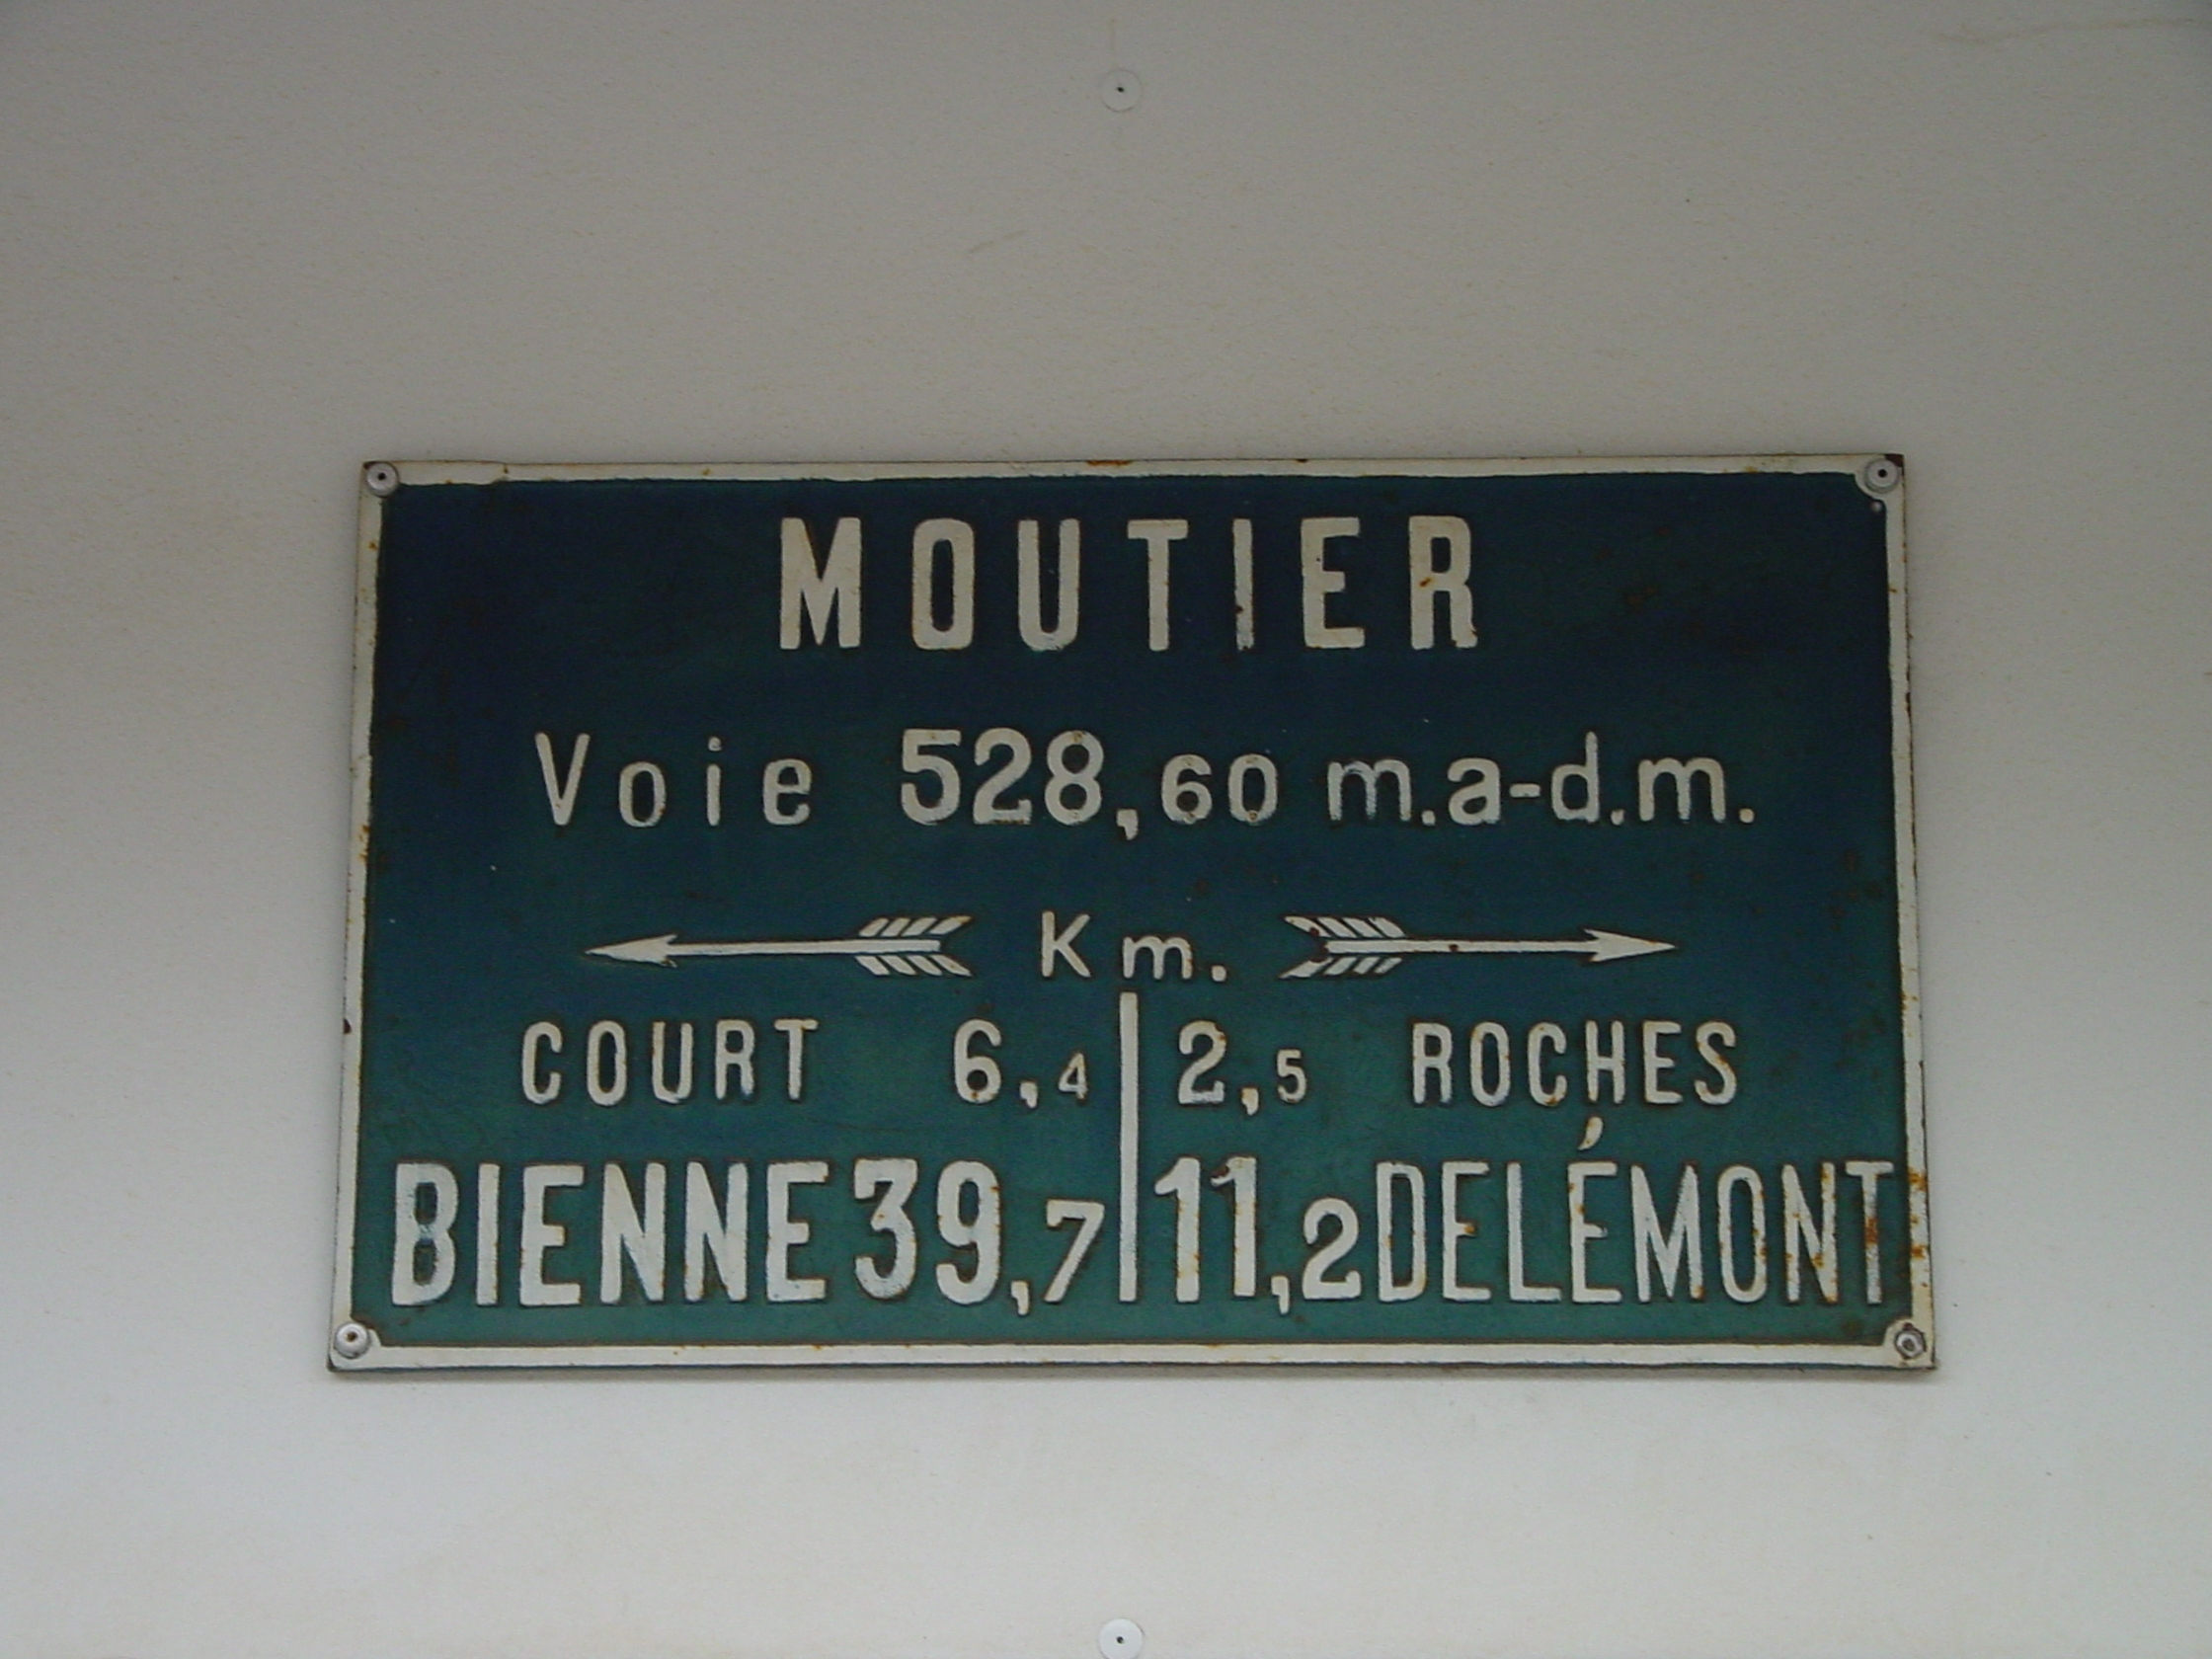 MOUTIER
Voie 528,60 m.a-d.m.
Km.
COURT 6,4 2,5 ROCHES
BIENNE 39,7 11,2 DELÉMONT